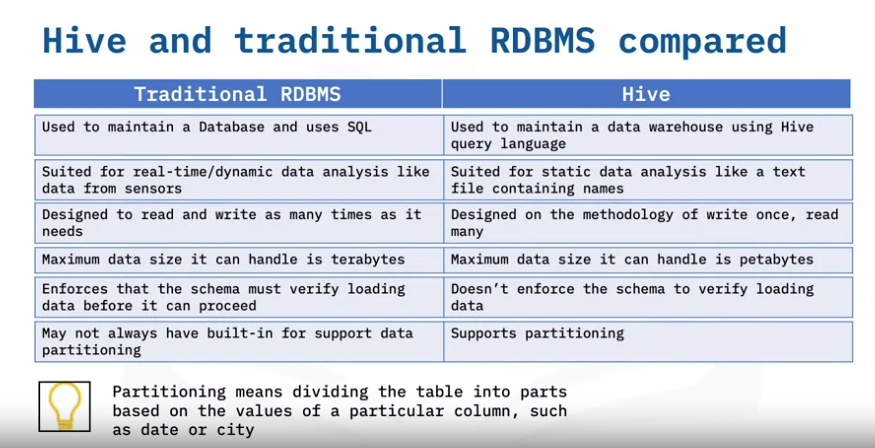 Hive and traditional RDBMS compared
Traditional RDBMS
Hive
Used to maintain a Database and uses SQL
Used to maintain a data warehouse using Hive
query language
Suited for real-time/dynamic data analysis like
data from sensors
Suited for static data analysis like a text
file containing names
Designed to read and write as many times as it
needs
Designed on the methodology of write once, read
many
Maximum data size it can handle is terabytes
Maximum data size it can handle is petabytes
Enforces that the schema must verify loading
data before it can proceed
Doesn’t enforce the schema to verify loading
data
May not always have built-in for support data
partitioning
Supports partitioning
Partitioning means dividing the table into parts
based on the values of a particular column, such
as date or city